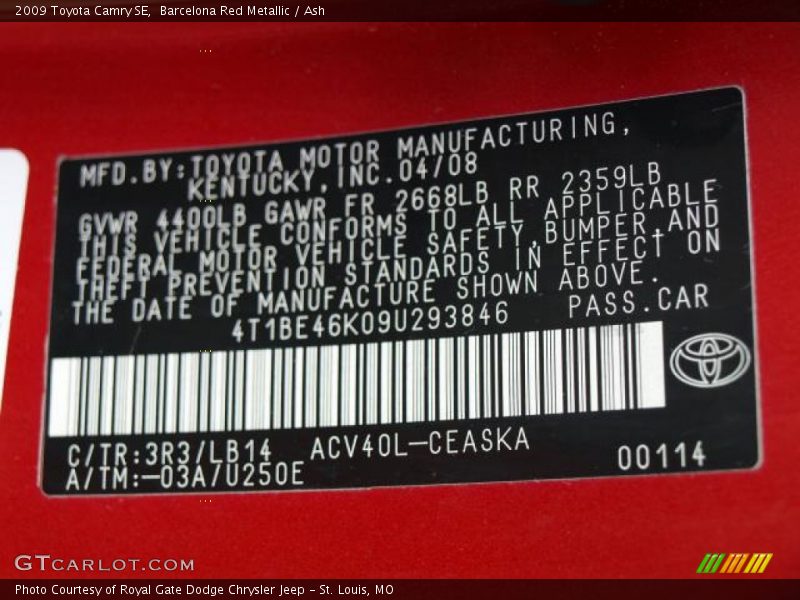 2009 Toyota Camry SE,  Barcelona Red Metallic / Ash
MFD.BY:TOYOTA MOTOR MANUFACTURING,
KENTUCKY,INC.04/08
GVWR 4400LB GAWR FR 2668LB RR 2359LB
THIS VEHICLE CONFORMS TO ALL APPLICABLE
FEDERAL MOTOR VEHICLE SAFETY,BUMPER,AND
THEFT PREVENTION STANDARDS IN EFFECT ON
THE DATE OF MANUFACTURE SHOWN ABOVE.
4T1BE46K09U293846 PASS.CAR
C/TR:3R3/LB14 ACV40L-CEASKA
A/TM:-03A/U250E 00114
GTCARLOT.COM
Photo Courtesy of Royal Gate Dodge Chrysler Jeep - St. Louis, MO